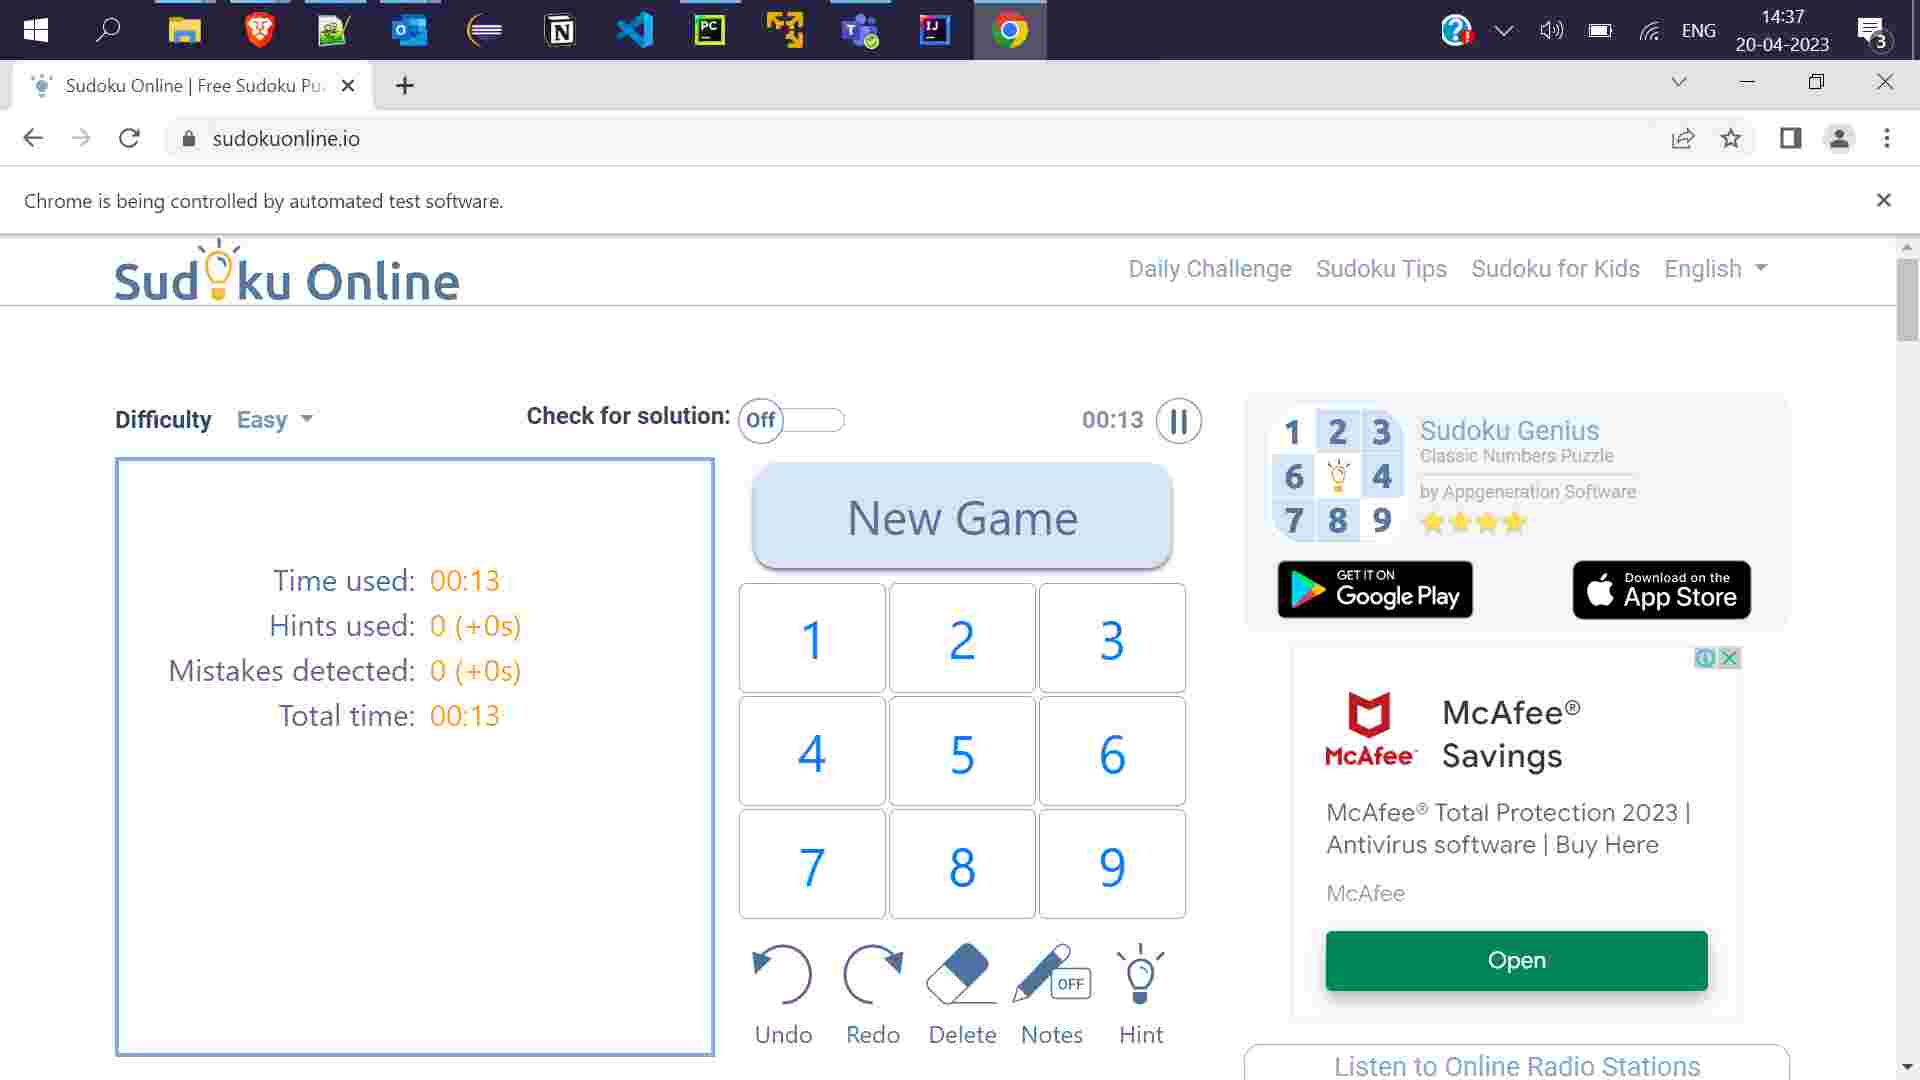 PC
IJ
ENG
14:37
20-04-2023
3
Sudoku Online | Free Sudoku Pu
sudokuonline.io
Chrome is being controlled by automated test software.
Sudoku Online
Daily Challenge
Sudoku Tips
Sudoku for Kids
English
Difficulty
Easy
Check for solution:
Off
00:13
Time used: 00:13
Hints used: 0 (+0s)
Mistakes detected: 0 (+0s)
Total time: 00:13
New Game
1 2 3
4 5 6
7 8 9
Undo
Redo
Delete
OFF
Notes
Hint
1 2 3
6 4
7 8 9
Sudoku Genius
Classic Numbers Puzzle
by Appgeneration Software
GET IT ON
Google Play
Download on the
App Store
McAfee
McAfee®
Savings
McAfee® Total Protection 2023 |
Antivirus software | Buy Here
McAfee
Open
Listen to Online Radio Stations